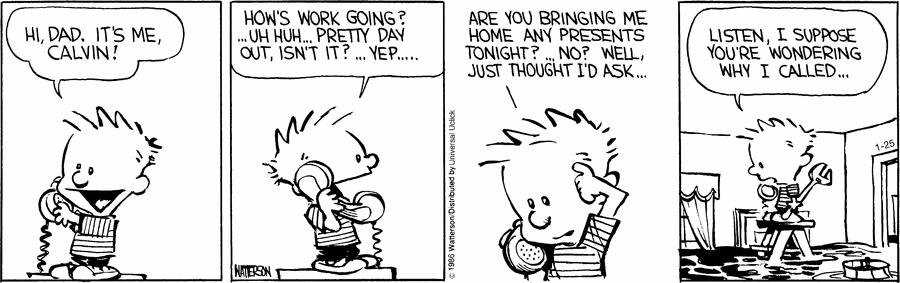 HI, DAD. IT'S ME,
CALVIN!
HOW'S WORK GOING?
...UH HUH... PRETTY DAY
OUT, ISN'T IT? ... YEP.....
WATTERSON
ARE YOU BRINGING ME
HOME ANY PRESENTS
TONIGHT? ... NO? WELL,
JUST THOUGHT I'D ASK...
© 1986 Watterson/Distributed by Universal Uclick
LISTEN, I SUPPOSE
YOU'RE WONDERING
WHY I CALLED...
1-25